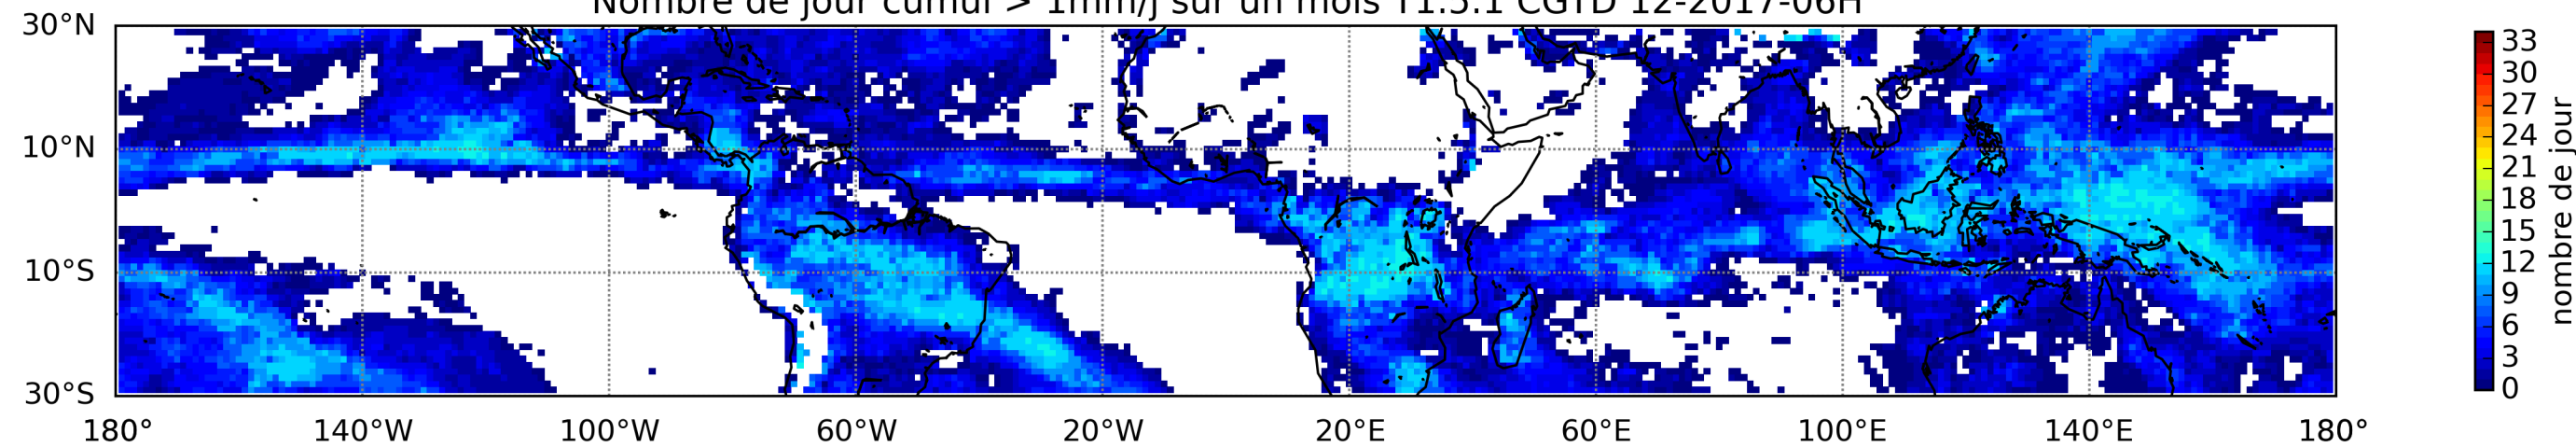 Nombre de jour cumul > 1mm/j sur un mois T1.5.1 CGTD 12-2017-06H
30°N
10°N
10°S
30°S
180° 140°W 100°W 60°W 20°W 20°E 60°E 100°E 140°E 180°
33
30
27
24
21
18
15
12
9
6
3
0
nombre de jour